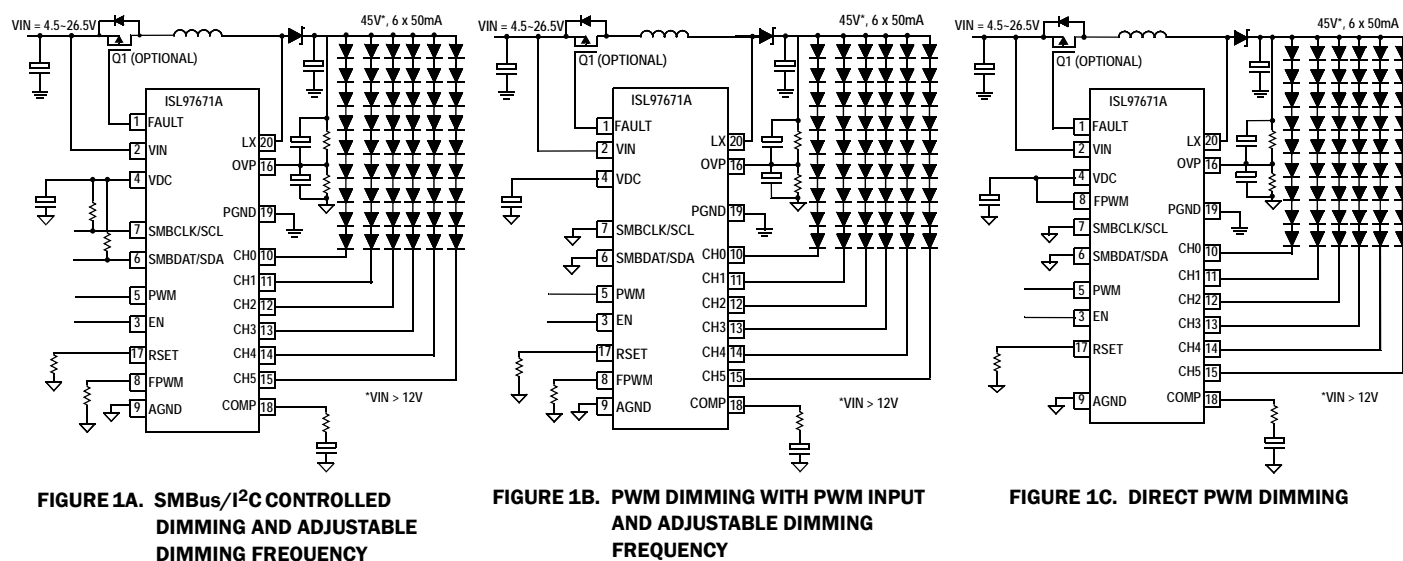 VIN = 4.5~26.5V
45V*, 6 x 50mA
Q1 (OPTIONAL)
ISL97671A
1 FAULT
2 VIN
4 VDC
7 SMBCLK/SCL
6 SMBDAT/SDA
5 PWM
3 EN
17 RSET
8 FPWM
9 AGND
LX 20
OVP 16
PGND 19
CH0 10
CH1 11
CH2 12
CH3 13
CH4 14
CH5 15
COMP 18
*VIN > 12V
FIGURE 1A. SMBus/I²C CONTROLLED
DIMMING AND ADJUSTABLE
DIMMING FREQUENCY
VIN = 4.5~26.5V
45V*, 6 x 50mA
Q1 (OPTIONAL)
ISL97671A
1 FAULT
2 VIN
4 VDC
7 SMBCLK/SCL
6 SMBDAT/SDA
5 PWM
3 EN
17 RSET
8 FPWM
9 AGND
LX 20
OVP 16
PGND 19
CH0 10
CH1 11
CH2 12
CH3 13
CH4 14
CH5 15
COMP 18
*VIN > 12V
FIGURE 1B. PWM DIMMING WITH PWM INPUT
AND ADJUSTABLE DIMMING
FREQUENCY
VIN = 4.5~26.5V
45V*, 6 x 50mA
Q1 (OPTIONAL)
ISL97671A
1 FAULT
2 VIN
4 VDC
8 FPWM
7 SMBCLK/SCL
6 SMBDAT/SDA
5 PWM
3 EN
17 RSET
9 AGND
LX 20
OVP 16
PGND 19
CH0 10
CH1 11
CH2 12
CH3 13
CH4 14
CH5 15
COMP 18
*VIN > 12V
FIGURE 1C. DIRECT PWM DIMMING